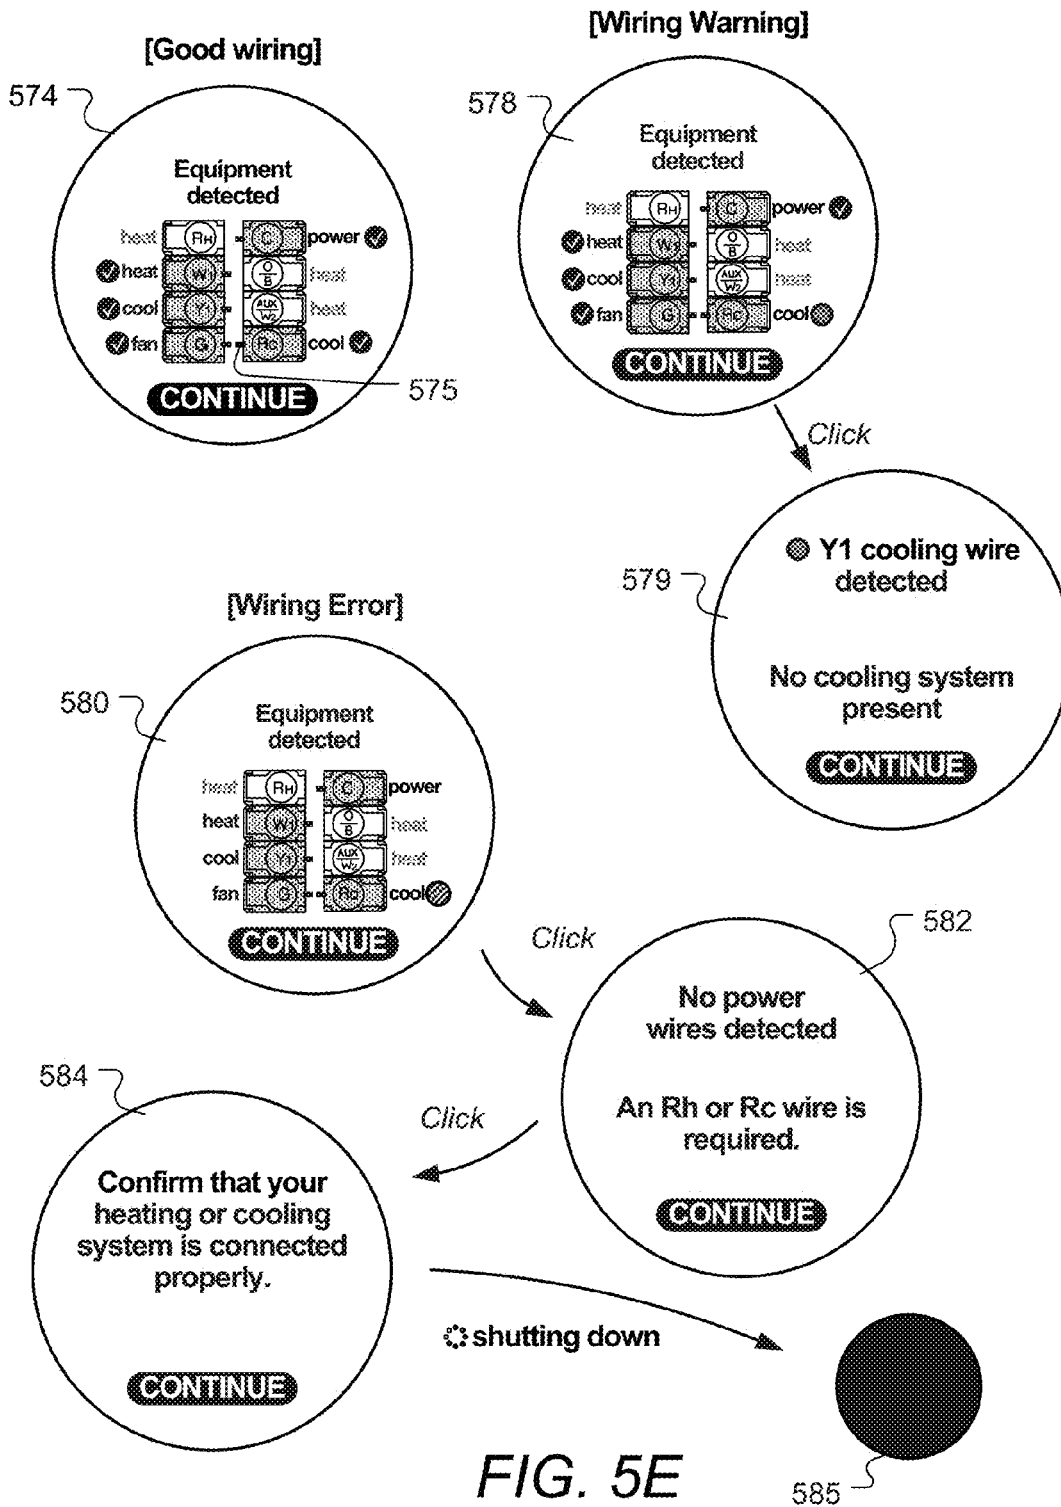 [Good wiring]
574
Equipment
detected
heat RH C power
heat W1 O/B heat
cool Y1 AUX/W2 heat
fan G Rc cool
575
CONTINUE
[Wiring Warning]
578
Equipment
detected
heat RH C power
heat W1 O/B heat
cool Y1 AUX/W2 heat
fan G Rc cool
CONTINUE
Click
579
Y1 cooling wire
detected
No cooling system
present
CONTINUE
[Wiring Error]
580
Equipment
detected
heat RH C power
heat W1 O/B heat
cool Y1 AUX/W2 heat
fan G Rc cool
CONTINUE
Click
582
No power
wires detected
An Rh or Rc wire is
required.
CONTINUE
Click
584
Confirm that your
heating or cooling
system is connected
properly.
CONTINUE
shutting down
585
FIG. 5E